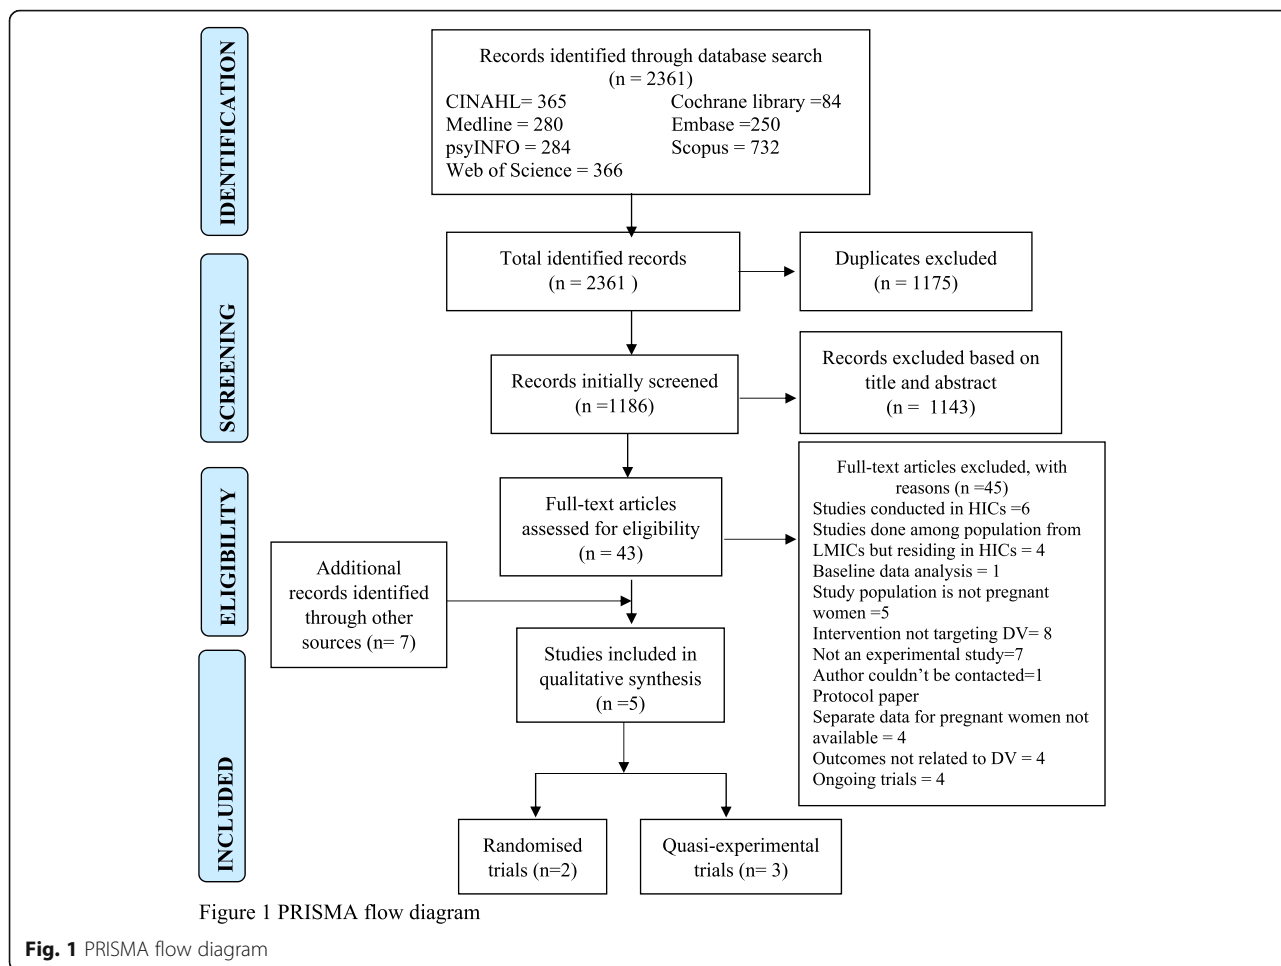 IDENTIFICATION
Records identified through database search
(n = 2361)
CINAHL= 365
Cochrane library =84
Medline = 280
Embase =250
psyINFO = 284
Scopus = 732
Web of Science = 366
Total identified records
(n = 2361 )
Duplicates excluded
(n = 1175)
SCREENING
Records initially screened
(n =1186)
Records excluded based on
title and abstract
(n =  1143)
ELIGIBILITY
Full-text articles
assessed for eligibility
(n = 43)
Full-text articles excluded, with
reasons (n =45)
Studies conducted in HICs =6
Studies done among population from
LMICs but residing in HICs = 4
Baseline data analysis = 1
Study population is not pregnant
women =5
Intervention not targeting DV= 8
Not an experimental study=7
Author couldn't be contacted=1
Protocol paper
Separate data for pregnant women not
available = 4
Outcomes not related to DV = 4
Ongoing trials = 4
Additional
records identified
through other
sources (n= 7)
INCLUDED
Studies included in
qualitative synthesis
(n =5)
Randomised
trials (n=2)
Quasi-experimental
trials (n= 3)
Figure 1 PRISMA flow diagram
Fig. 1 PRISMA flow diagram